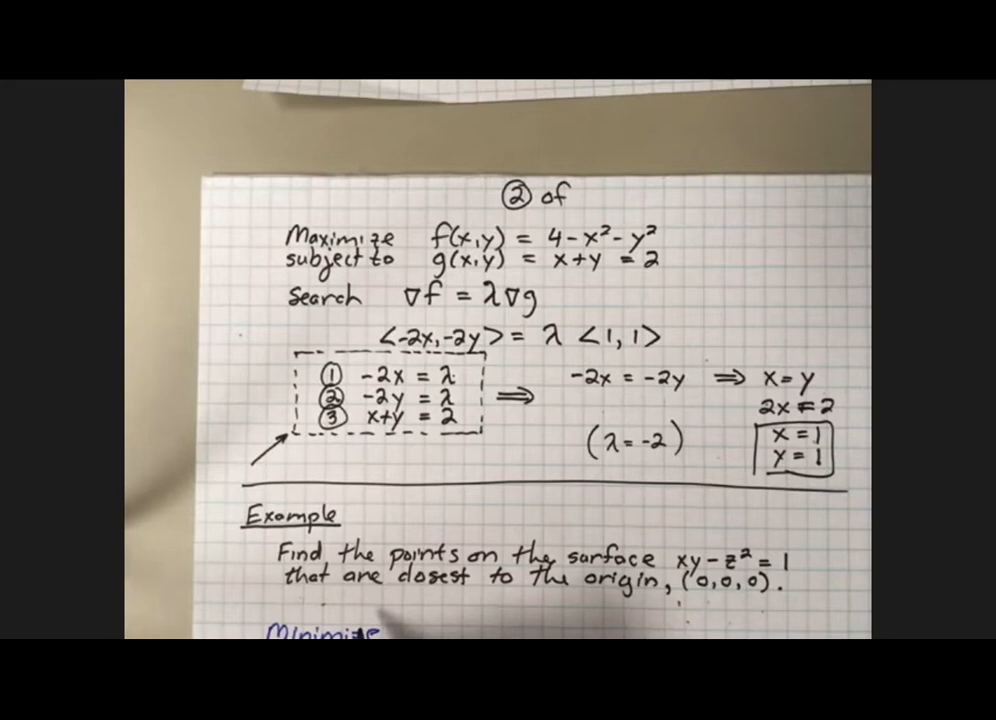 ② of
Maximize f(x,y) = 4-x²-y²
subject to g(x,y) = x+y = 2
Search ∇f = λ∇g
<-2x,-2y> = λ <1,1>
① -2x = λ
② -2y = λ
③ x+y = 2
⟹ -2x = -2y ⟹ x=y
2x = 2
(λ = -2)
x = 1
y = 1
Example
Find the points on the surface xy-z² = 1
that are closest to the origin, (0,0,0).
Minimize